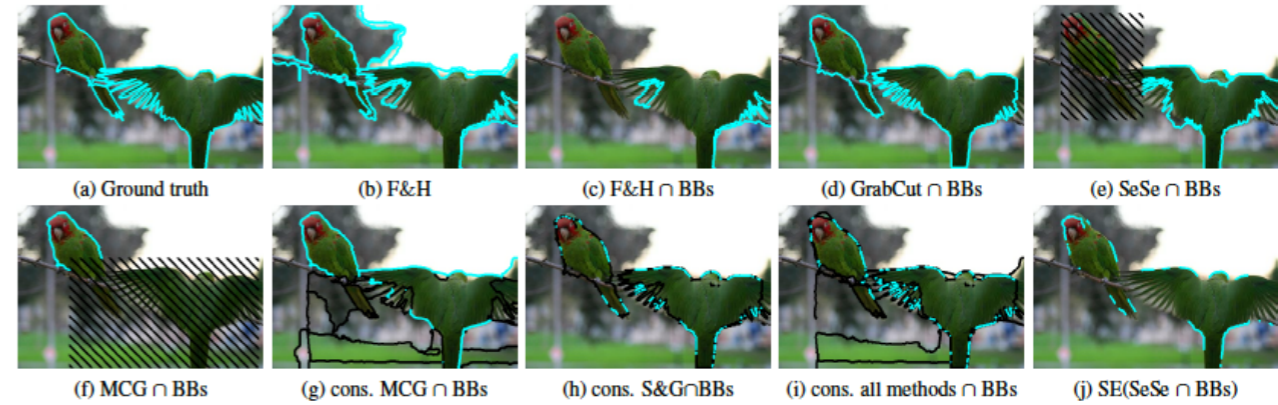 (a) Ground truth
(b) F&H
(c) F&H ∩ BBs
(d) GrabCut ∩ BBs
(e) SeSe ∩ BBs
(f) MCG ∩ BBs
(g) cons. MCG ∩ BBs
(h) cons. S&G∩BBs
(i) cons. all methods ∩ BBs
(j) SE(SeSe ∩ BBs)